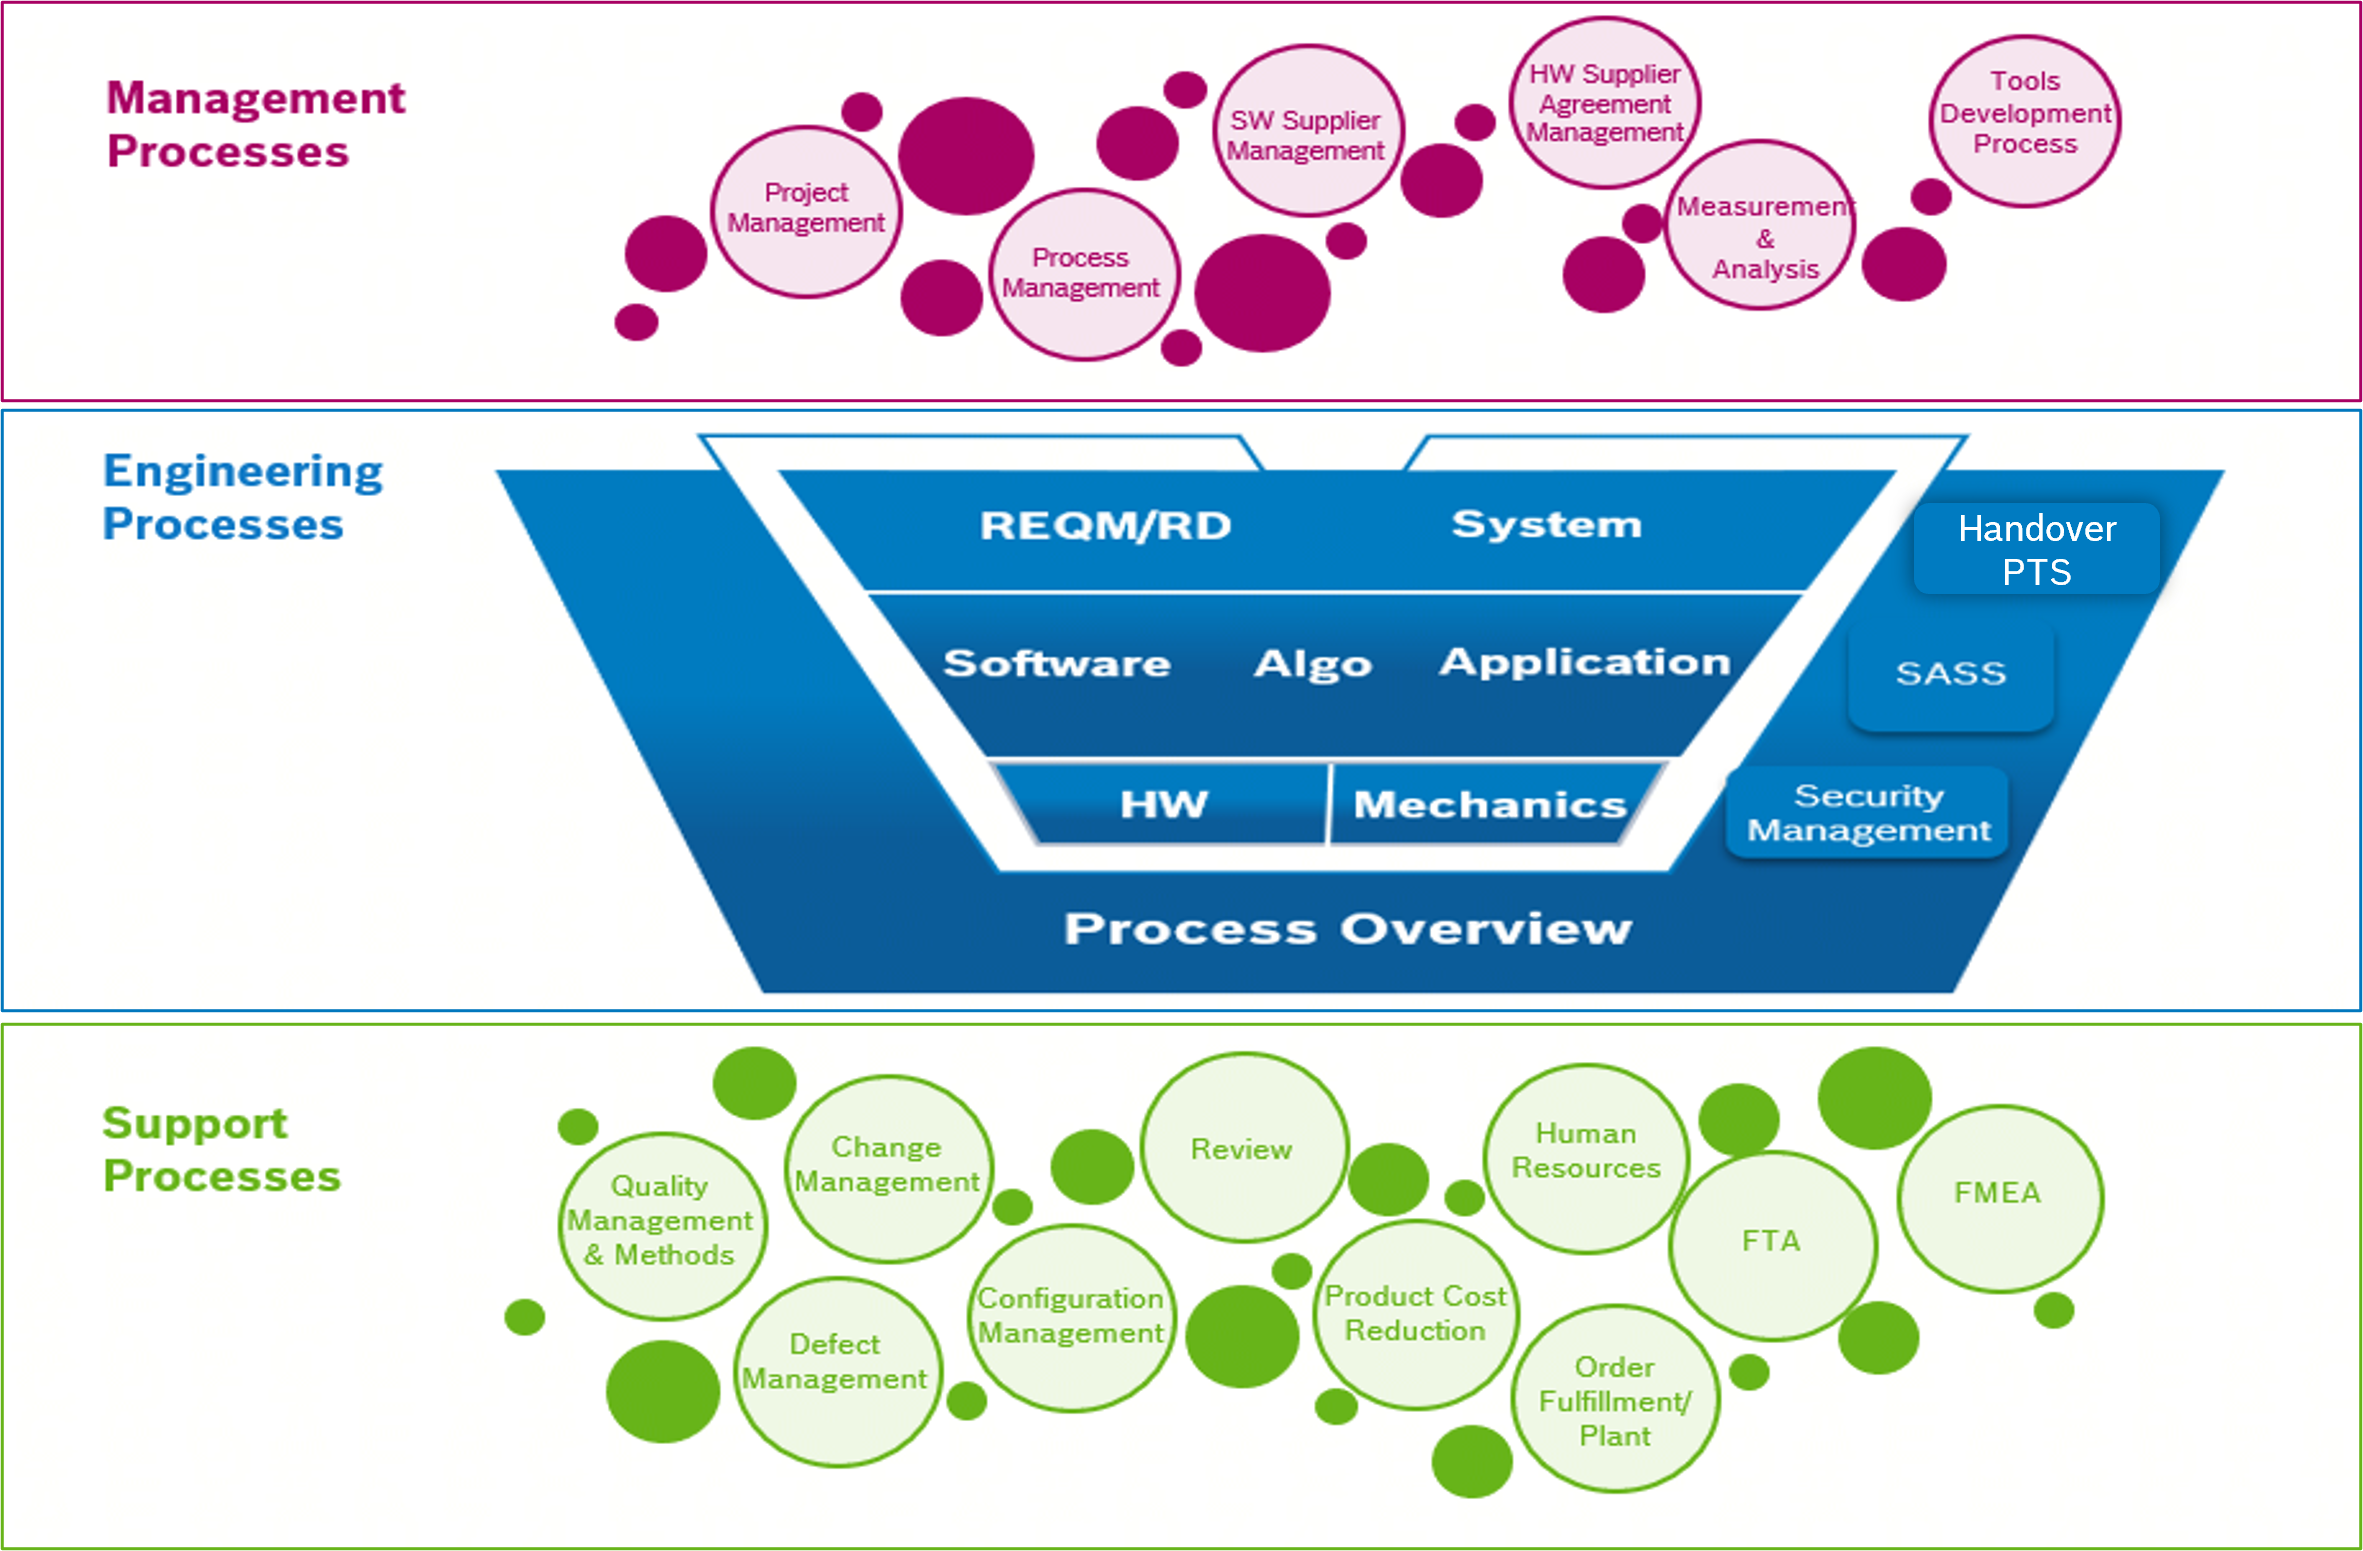 Management
Processes
Project
Management
Process
Management
SW Supplier
Management
HW Supplier
Agreement
Management
Measurement
&
Analysis
Tools
Development
Process
Engineering
Processes
REQM/RD
System
Software
Algo
Application
HW
Mechanics
Process Overview
Handover
PTS
SASS
Security
Management
Support
Processes
Quality
Management
& Methods
Change
Management
Defect
Management
Configuration
Management
Review
Product Cost
Reduction
Human
Resources
Order
Fulfillment/
Plant
FTA
FMEA